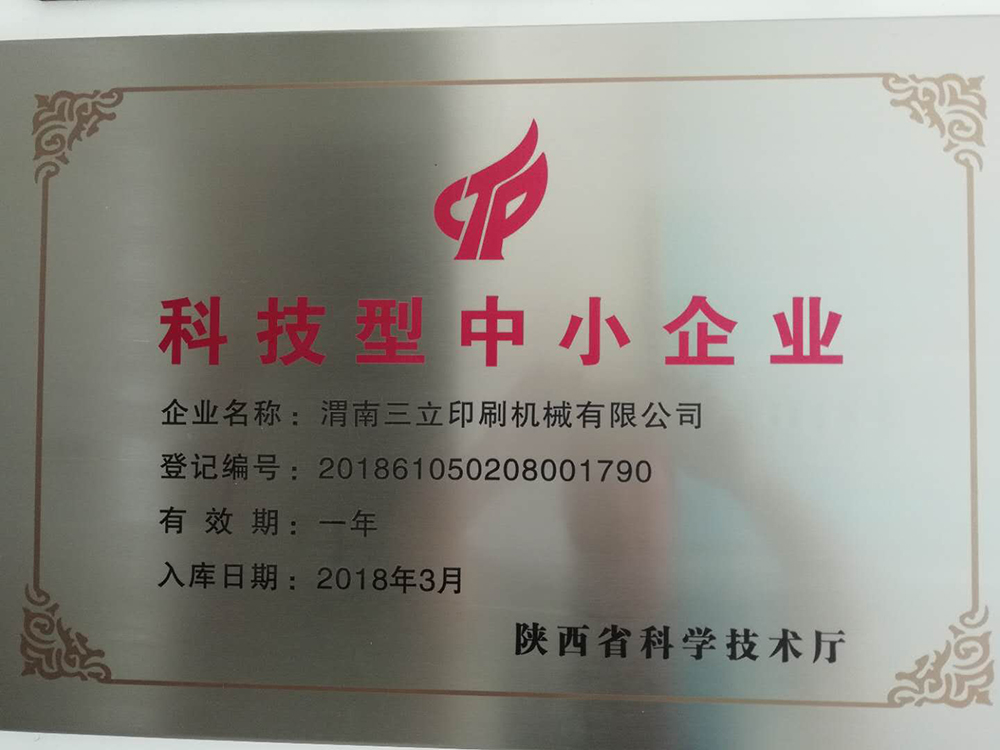 CTP
科技型中小企业
企业名称：渭南三立印刷机械有限公司
登记编号：201861050208001790
有效期：一年
入库日期：2018年3月
陕西省科学技术厅